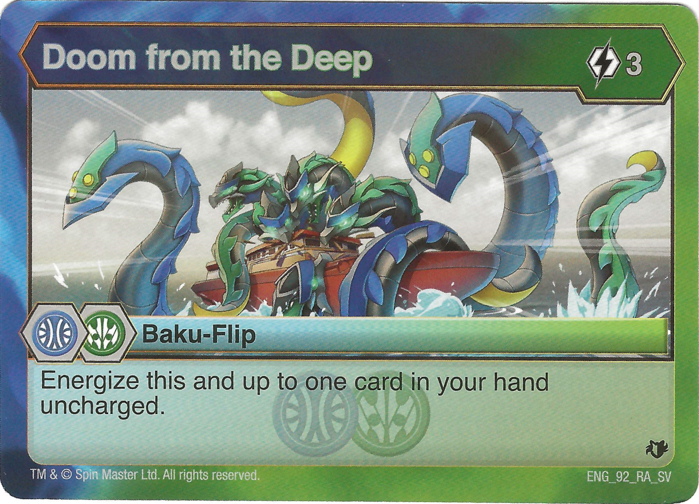 Doom from the Deep
3
Baku-Flip
Energize this and up to one card in your hand
uncharged.
TM & © Spin Master Ltd. All rights reserved.
ENG_92_RA_SV